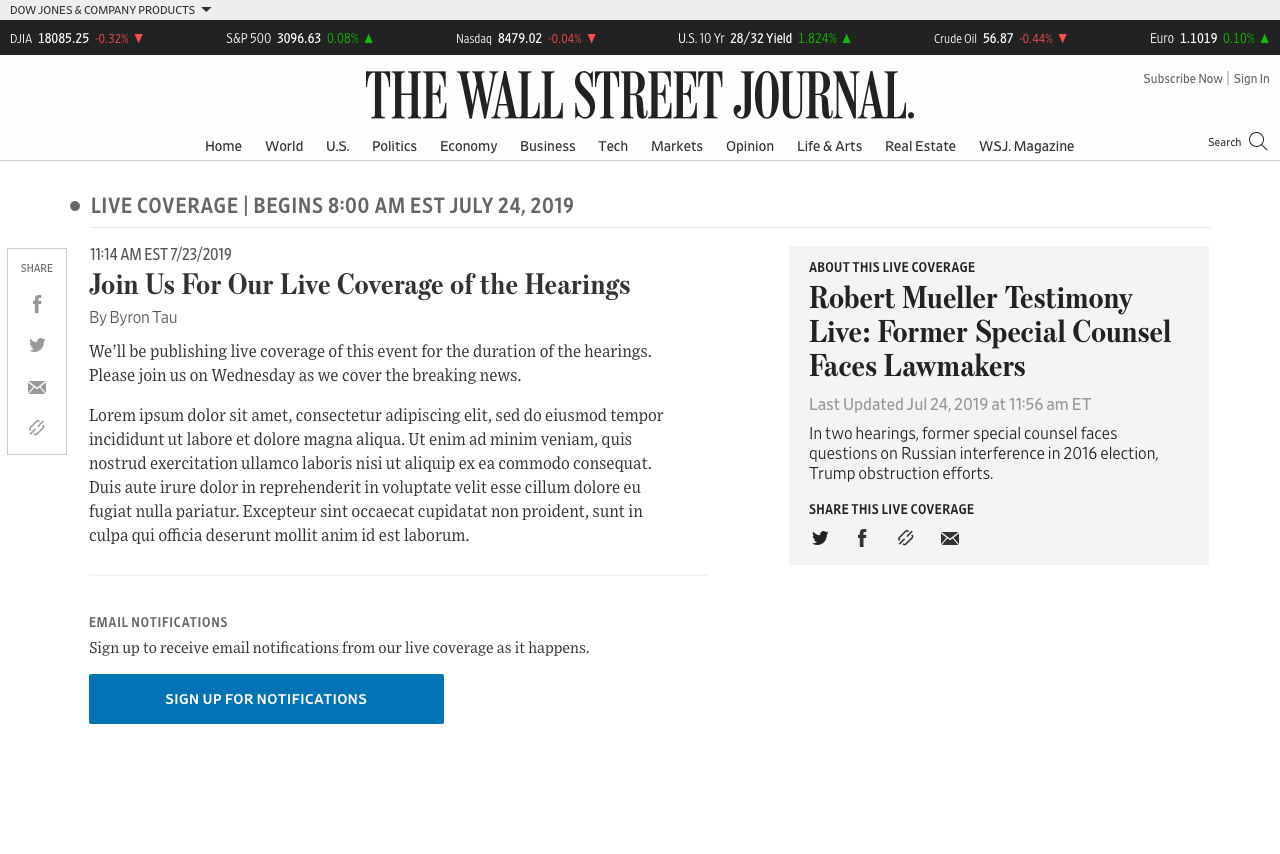 DOW JONES & COMPANY PRODUCTS
DJIA 18085.25 -0.32% S&P 500 3096.63 0.08% Nasdaq 8479.02 -0.04% U.S. 10 Yr 28/32 Yield 1.824% Crude Oil 56.87 -0.44% Euro 1.1019 0.10%
THE WALL STREET JOURNAL.
Subscribe Now | Sign In
Home World U.S. Politics Economy Business Tech Markets Opinion Life & Arts Real Estate WSJ. Magazine
Search
LIVE COVERAGE | BEGINS 8:00 AM EST JULY 24, 2019
SHARE
11:14 AM EST 7/23/2019
Join Us For Our Live Coverage of the Hearings
By Byron Tau
We’ll be publishing live coverage of this event for the duration of the hearings.
Please join us on Wednesday as we cover the breaking news.
Lorem ipsum dolor sit amet, consectetur adipiscing elit, sed do eiusmod tempor
incididunt ut labore et dolore magna aliqua. Ut enim ad minim veniam, quis
nostrud exercitation ullamco laboris nisi ut aliquip ex ea commodo consequat.
Duis aute irure dolor in reprehenderit in voluptate velit esse cillum dolore eu
fugiat nulla pariatur. Excepteur sint occaecat cupidatat non proident, sunt in
culpa qui officia deserunt mollit anim id est laborum.
EMAIL NOTIFICATIONS
Sign up to receive email notifications from our live coverage as it happens.
SIGN UP FOR NOTIFICATIONS
ABOUT THIS LIVE COVERAGE
Robert Mueller Testimony
Live: Former Special Counsel
Faces Lawmakers
Last Updated Jul 24, 2019 at 11:56 am ET
In two hearings, former special counsel faces
questions on Russian interference in 2016 election,
Trump obstruction efforts.
SHARE THIS LIVE COVERAGE